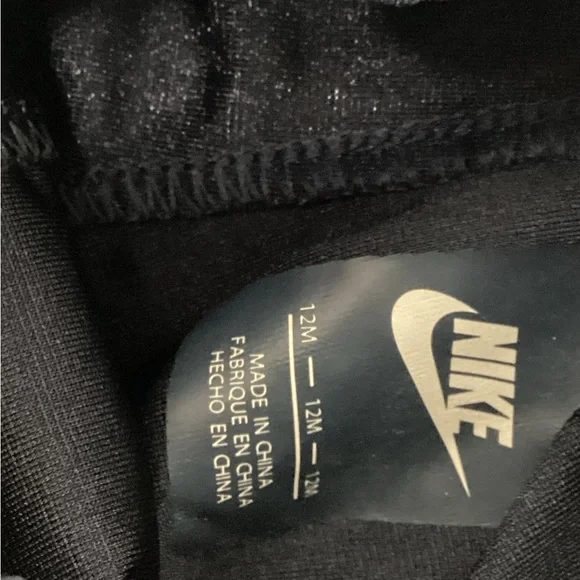 NIKE
12M — 12M — 12M
MADE IN CHINA
FABRIQUE EN CHINA
HECHO EN CHINA